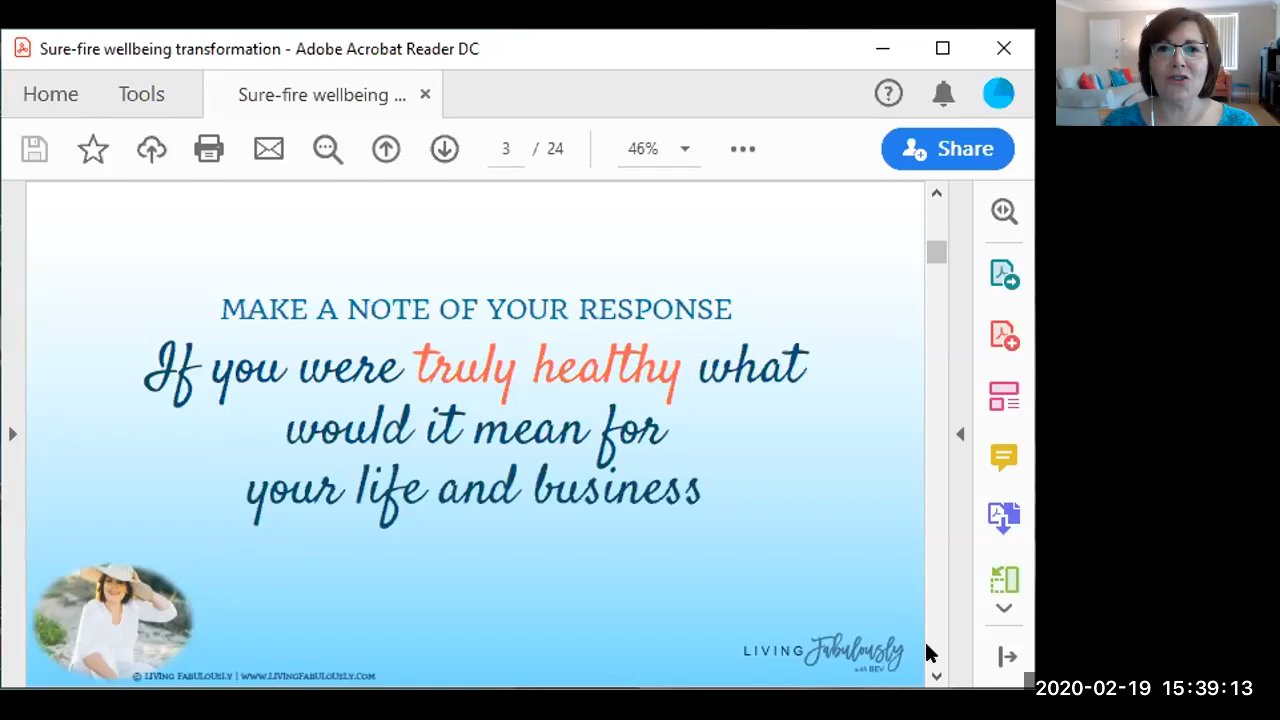 Sure-fire wellbeing transformation - Adobe Acrobat Reader DC
Home Tools Sure-fire wellbeing ...
3 / 24 46% Share
MAKE A NOTE OF YOUR RESPONSE
If you were truly healthy what
would it mean for
your life and business
LIVING Fabulously
with BEV
© LIVING FABULOUSLY | WWW.LIVINGFABULOUSLY.COM
2020-02-19 15:39:13